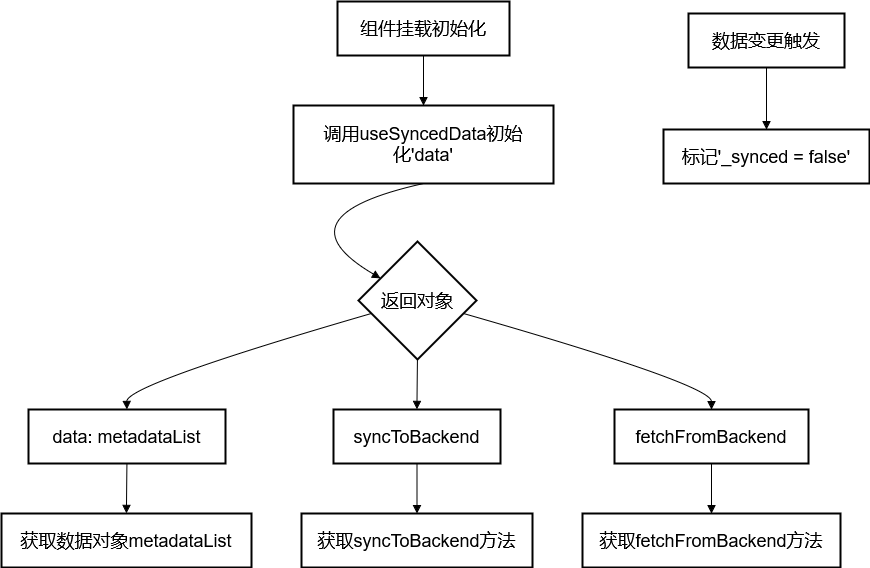 组件挂载初始化
数据变更触发
调用useSyncedData初始
化'data'
标记'_synced = false'
返回对象
data: metadataList
syncToBackend
fetchFromBackend
获取数据对象metadataList
获取syncToBackend方法
获取fetchFromBackend方法